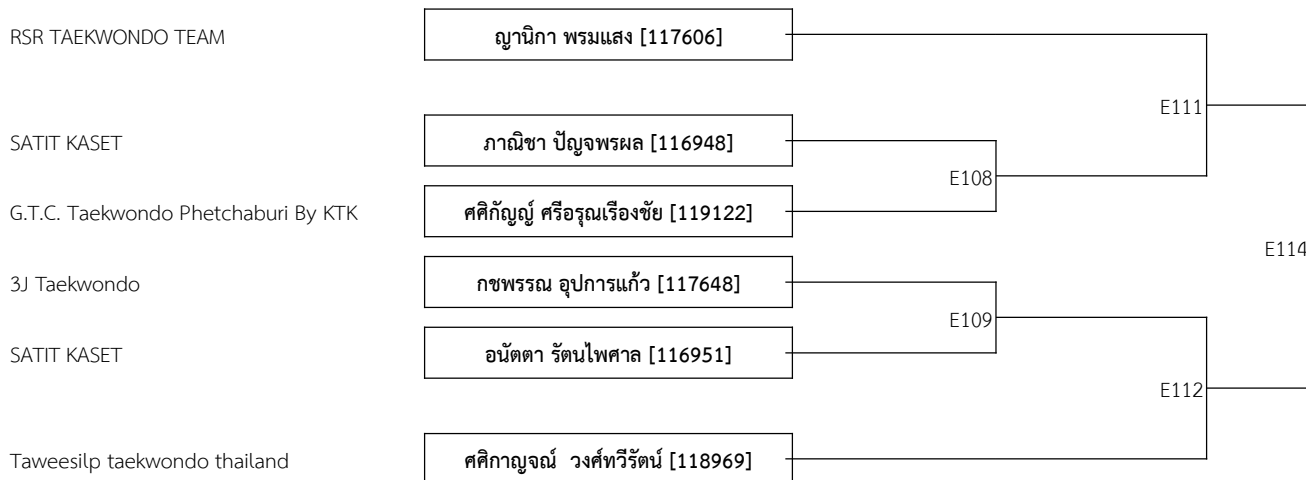 RSR TAEKWONDO TEAM ญานิกา พรมแสง [117606]
E111
SATIT KASET ภาณิชา ปัญจพรผล [116948]
E108
G.T.C. Taekwondo Phetchaburi By KTK ศศิกัญญ์ ศรีอรุณเรืองชัย [119122]
E114
3J Taekwondo กชพรรณ อุปการแก้ว [117648]
E109
SATIT KASET อนัตตา รัตนไพศาล [116951]
E112
Taweesilp taekwondo thailand ศศิกาญจณ์ วงศ์ทวีรัตน์ [118969]